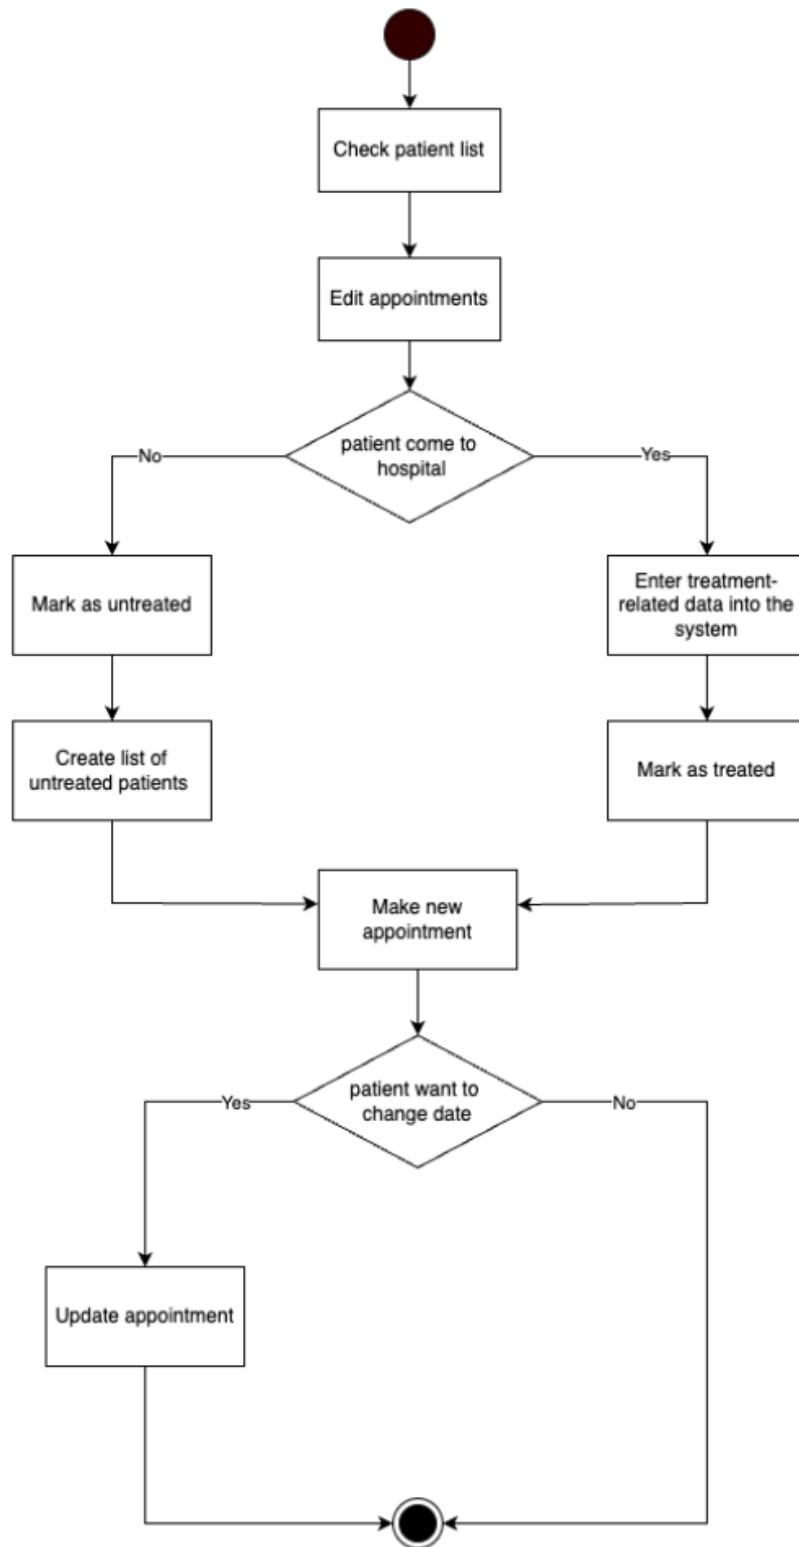 Check patient list
Edit appointments
patient come to
hospital
No
Yes
Mark as untreated
Enter treatment-
related data into the
system
Create list of
untreated patients
Mark as treated
Make new
appointment
patient want to
change date
Yes
No
Update appointment